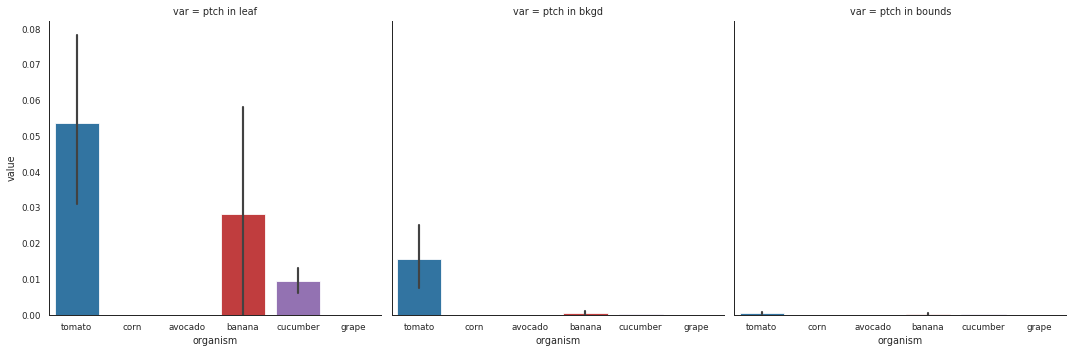 var = ptch in leaf
var = ptch in bkgd
var = ptch in bounds
0.08
0.07
0.06
0.05
0.04
0.03
0.02
0.01
0.00
value
tomato corn avocado banana cucumber grape
tomato corn avocado banana cucumber grape
tomato corn avocado banana cucumber grape
organism
organism
organism